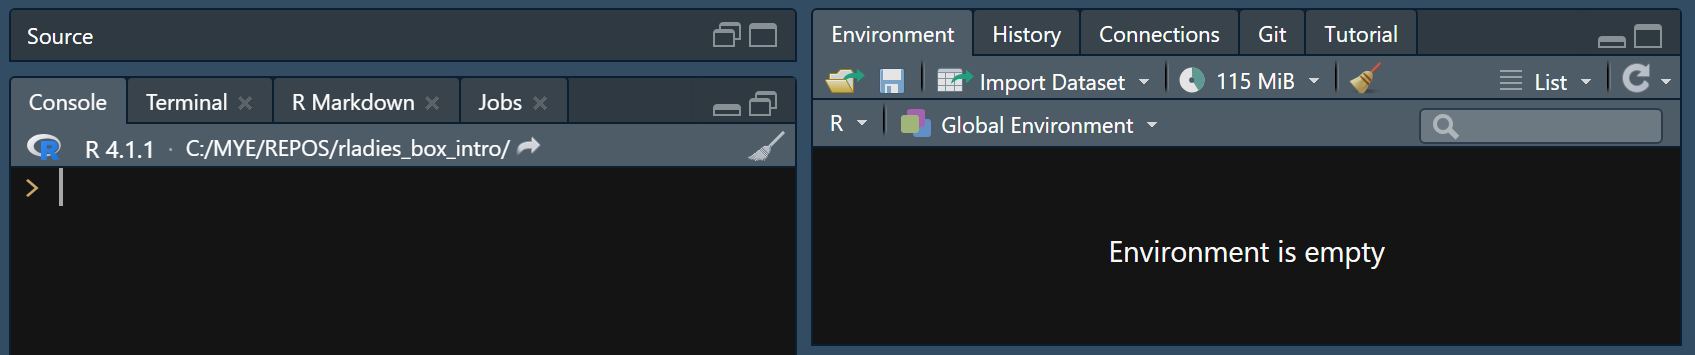 Source
Console Terminal R Markdown Jobs
R R 4.1.1 · C:/MYE/REPOS/rladies_box_intro/
>
Environment History Connections Git Tutorial
Import Dataset 115 MiB List
R Global Environment
Environment is empty